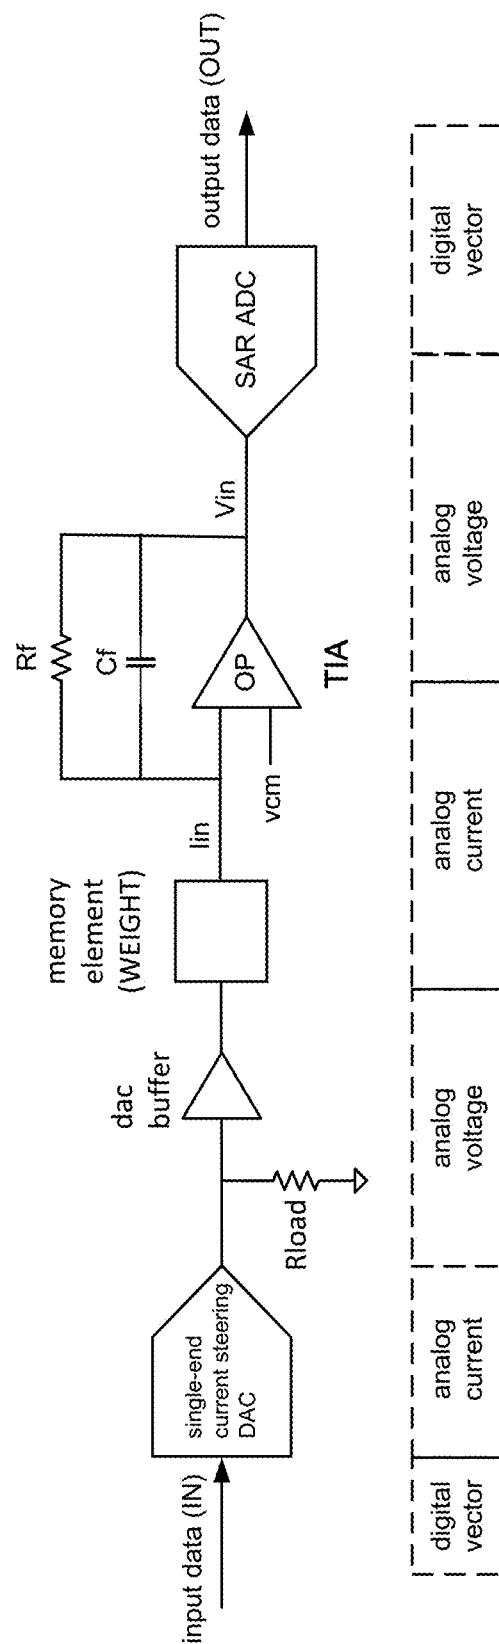 input data (IN)
single-end
current steering
DAC
Rload
dac
buffer
memory
element
(WEIGHT)
Iin
vcm
Rf
Cf
OP
TIA
Vin
SAR ADC
output data (OUT)
digital
vector
analog
current
analog
voltage
analog
current
analog
voltage
digital
vector